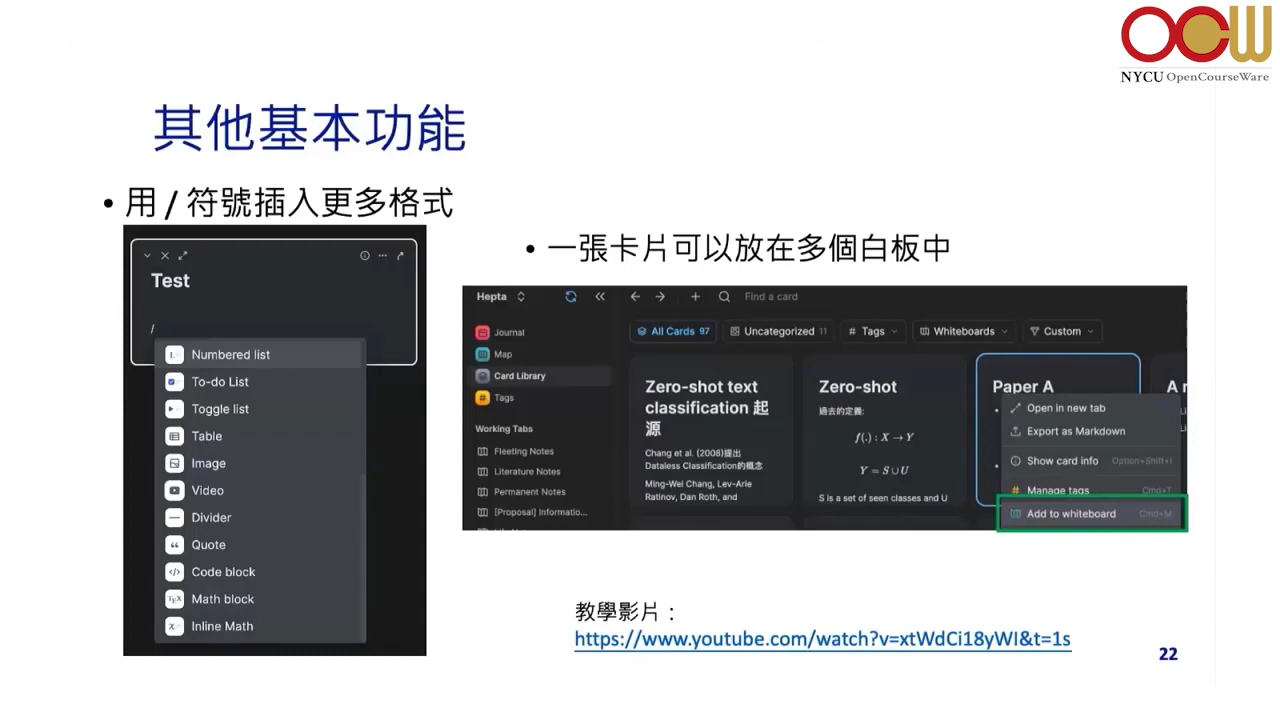 OCW
NYCU OpenCourseWare
其他基本功能
• 用 / 符號插入更多格式
Test
/
Numbered list
To-do List
Toggle list
Table
Image
Video
Divider
Quote
Code block
Math block
Inline Math
• 一張卡片可以放在多個白板中
Hepta
Find a card
Journal
Map
Card Library
Tags
Working Tabs
Fleeting Notes
Literature Notes
Permanent Notes
[Proposal] Informatio...
All Cards 97
Uncategorized 11
# Tags
Whiteboards
Custom
Zero-shot text
classification 起
源
Chang et al. (2008)提出
Dataless Classification的概念
Ming-Wei Chang, Lev-Arie
Ratinov, Dan Roth, and
Zero-shot
過去的定義:
f(.) : X → Y
Y = S ∪ U
S is a set of seen classes and U
Paper A
Open in new tab
Export as Markdown
Show card info Option+Shift+I
# Manage tags Cmd+T
Add to whiteboard Cmd+M
教學影片：
https://www.youtube.com/watch?v=xtWdCi18yWI&t=1s
22